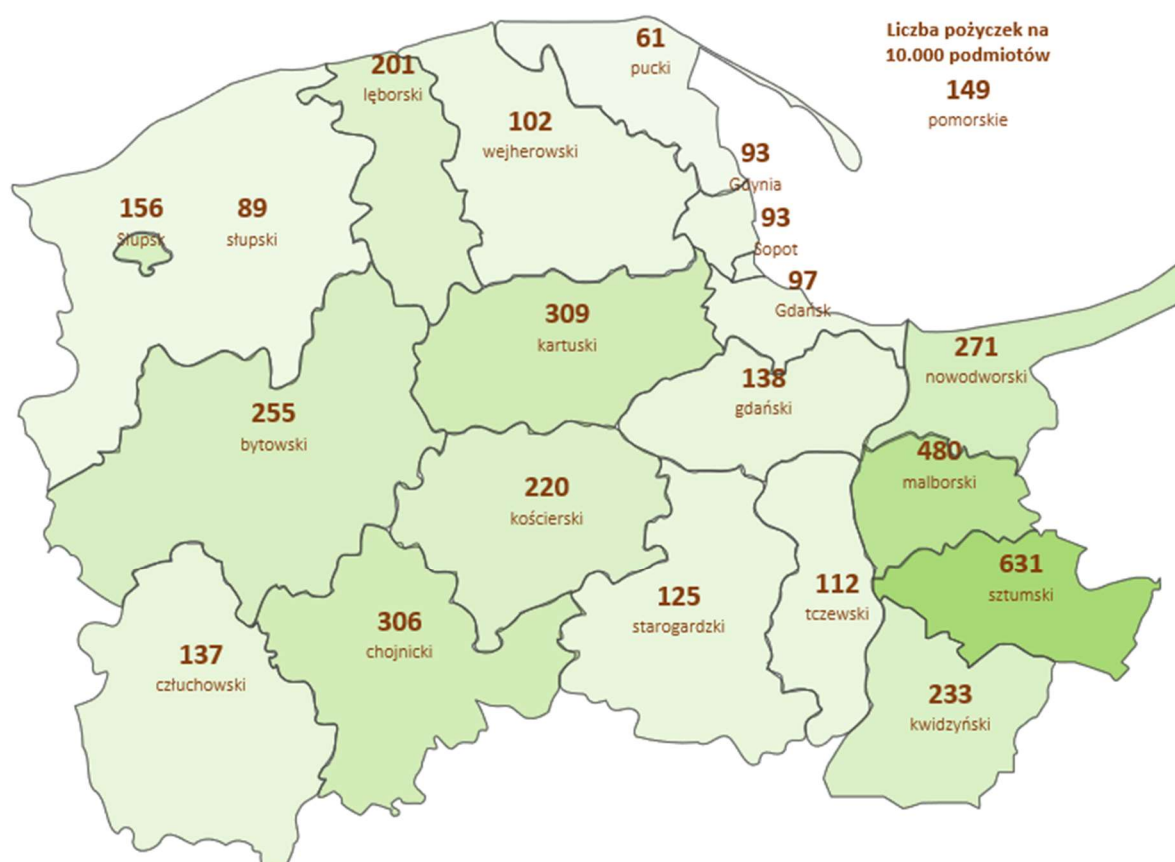 Liczba pożyczek na
10.000 podmiotów
149
pomorskie
61
pucki
201
lęborski
102
wejherowski
93
Gdynia
156
Słupsk
89
słupski
93
Sopot
97
Gdańsk
309
kartuski
271
nowodworski
138
gdański
255
bytowski
480
malborski
220
kościerski
631
sztumski
112
tczewski
125
starogardzki
306
chojnicki
137
człuchowski
233
kwidzyński